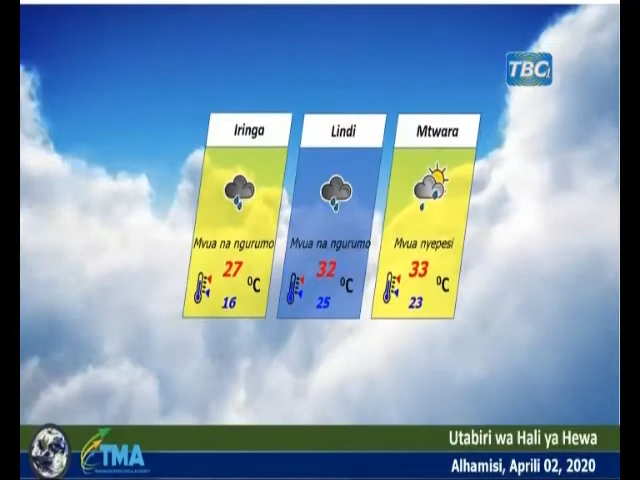 TBC1
Iringa
Lindi
Mtwara
Mvua na ngurumo
Mvua na ngurumo
Mvua nyepesi
27
°C
16
32
°C
25
33
°C
23
Utabiri wa Hali ya Hewa
TMA
Alhamisi, Aprili 02, 2020